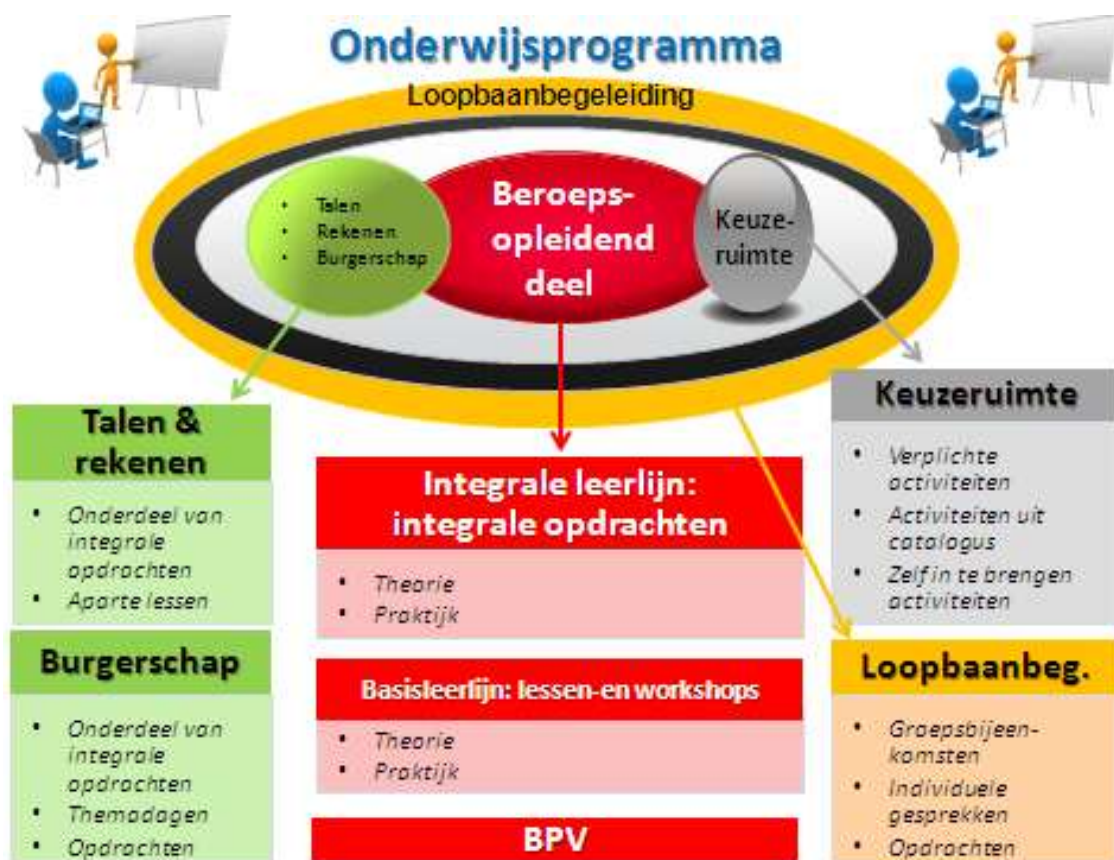 Onderwijsprogramma
Loopbaanbegeleiding
• Talen
• Rekenen
• Burgerschap
Beroeps-
opleidend
deel
Keuze-
ruimte
Talen &
rekenen
• Onderdeel van
integrale
opdrachten
• Aparte lessen
Burgerschap
• Onderdeel van
integrale
opdrachten
• Themadagen
• Opdrachten
Integrale leerlijn:
integrale opdrachten
• Theorie
• Praktijk
Basisleerlijn: lessen-en workshops
• Theorie
• Praktijk
BPV
Keuzeruimte
• Verplichte
activiteiten
• Activiteiten uit
catalogus
• Zelf in te brengen
activiteiten
Loopbaanbeg.
• Groepsbijeen-
komsten
• Individuele
gesprekken
• Opdrachten